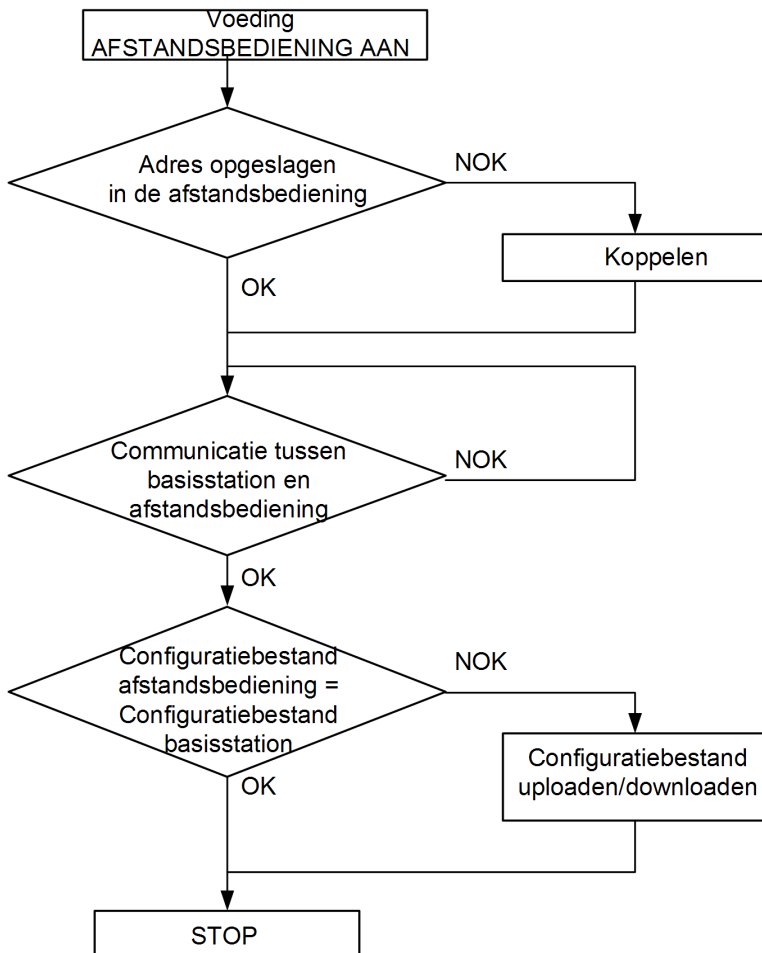 Voeding
AFSTANDSBEDIENING AAN
Adres opgeslagen
in de afstandsbediening
NOK
Koppelen
OK
Communicatie tussen
basisstation en
afstandsbediening
NOK
OK
Configuratiebestand
afstandsbediening =
Configuratiebestand
basisstation
NOK
Configuratiebestand
uploaden/downloaden
OK
STOP